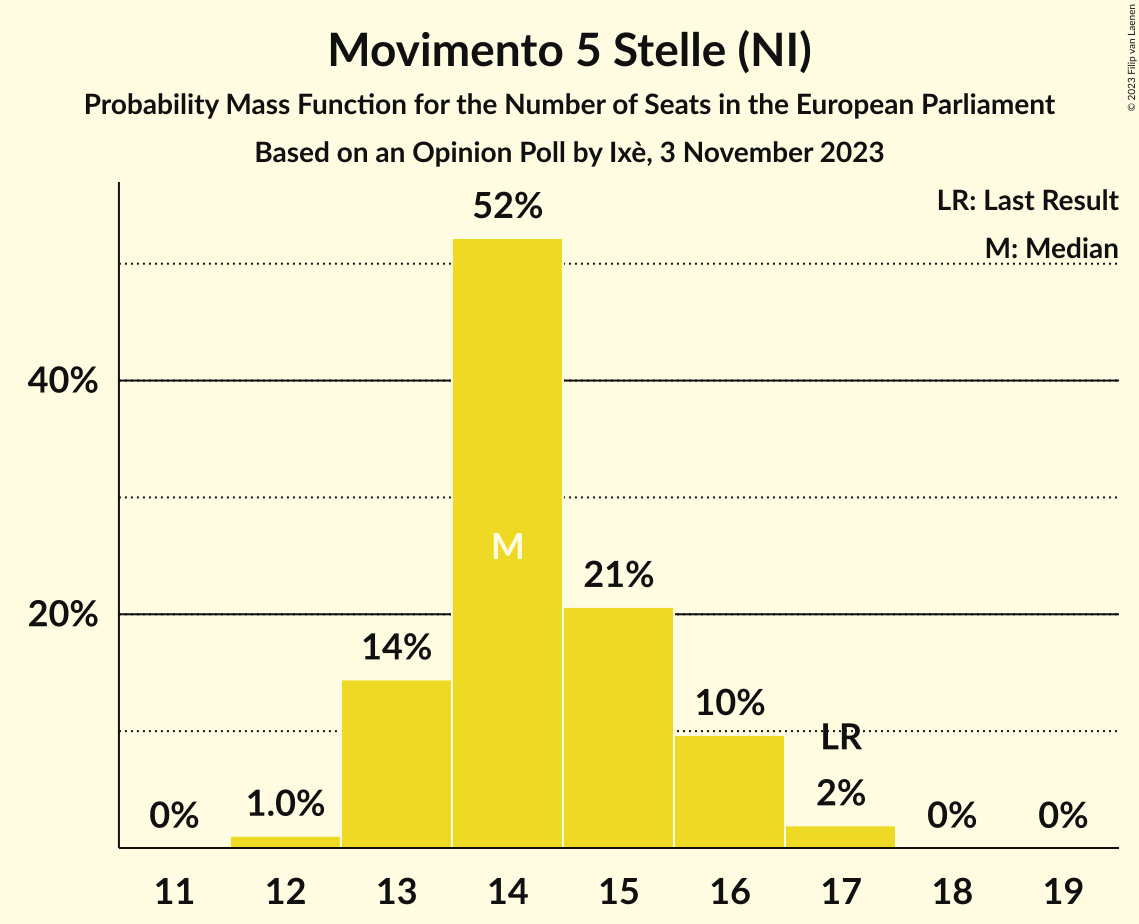 Movimento 5 Stelle (NI)
Probability Mass Function for the Number of Seats in the European Parliament
Based on an Opinion Poll by Ixè, 3 November 2023
© 2023 Filip van Laenen
LR: Last Result
M: Median
52%
40%
M
21%
20%
14%
10%
LR
2%
1.0%
0%
0%
0%
11 12 13 14 15 16 17 18 19